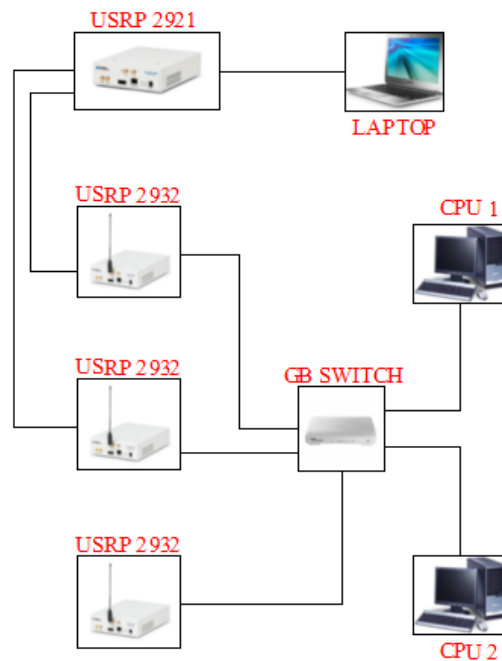 USRP 2921
LAPTOP
USRP 2932
CPU 1
USRP 2932
GB SWITCH
USRP 2932
CPU 2